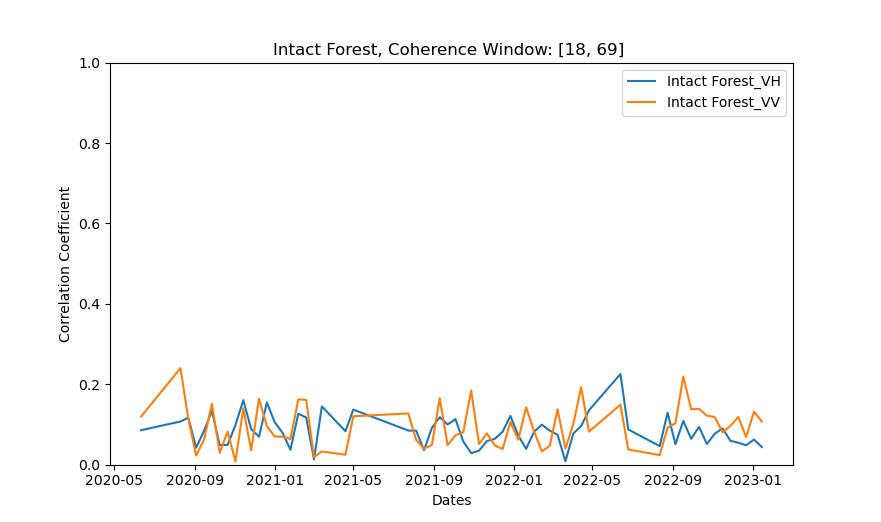 Intact Forest, Coherence Window: [18, 69]
Intact Forest_VH
Intact Forest_VV
Correlation Coefficient
1.0
0.8
0.6
0.4
0.2
0.0
2020-05 2020-09 2021-01 2021-05 2021-09 2022-01 2022-05 2022-09 2023-01
Dates